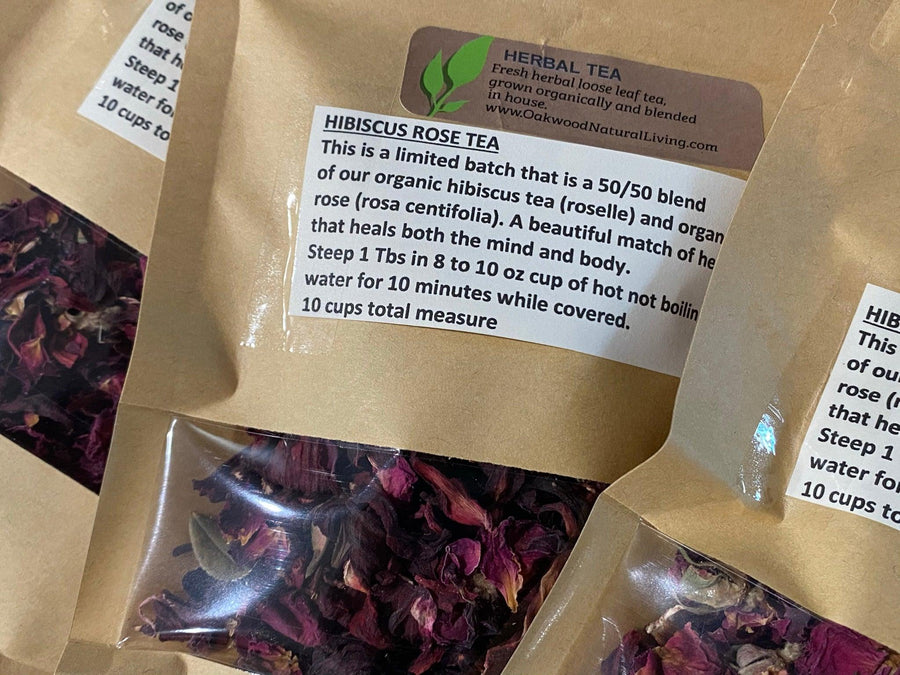 of o
rose
that h
Steep 1
water for
10 cups to
HERBAL TEA
Fresh herbal loose leaf tea,
grown organically and blended
in house.
www.OakwoodNaturalLiving.com
HIBISCUS ROSE TEA
This is a limited batch that is a 50/50 blend
of our organic hibiscus tea (roselle) and organ
rose (rosa centifolia). A beautiful match of he
that heals both the mind and body.
Steep 1 Tbs in 8 to 10 oz cup of hot not boilin
water for 10 minutes while covered.
10 cups total measure
HIB
This
of ou
rose (r
that he
Steep 1
water fo
10 cups to